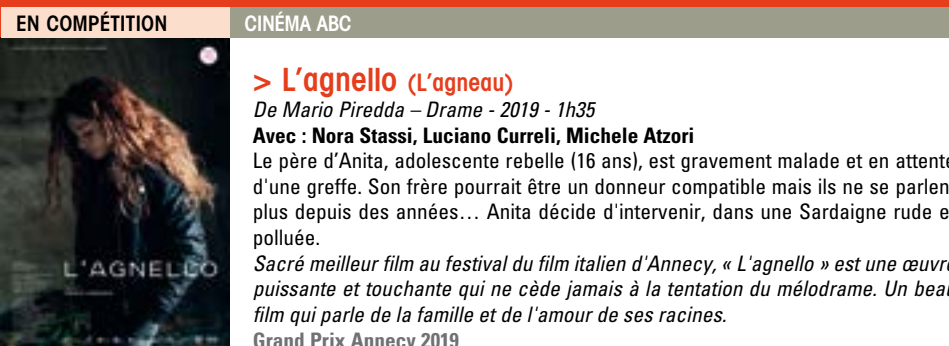 EN COMPÉTITION
CINÉMA ABC
> L'agnello (L'agneau)
De Mario Piredda – Drame - 2019 - 1h35
Avec : Nora Stassi, Luciano Curreli, Michele Atzori
Le père d'Anita, adolescente rebelle (16 ans), est gravement malade et en attente
d'une greffe. Son frère pourrait être un donneur compatible mais ils ne se parlen
plus depuis des années… Anita décide d'intervenir, dans une Sardaigne rude e
polluée.
Sacré meilleur film au festival du film italien d'Annecy, « L'agnello » est une œuvre
puissante et touchante qui ne cède jamais à la tentation du mélodrame. Un beau
film qui parle de la famille et de l'amour de ses racines.
Grand Prix Annecy 2019
L'AGNELLO